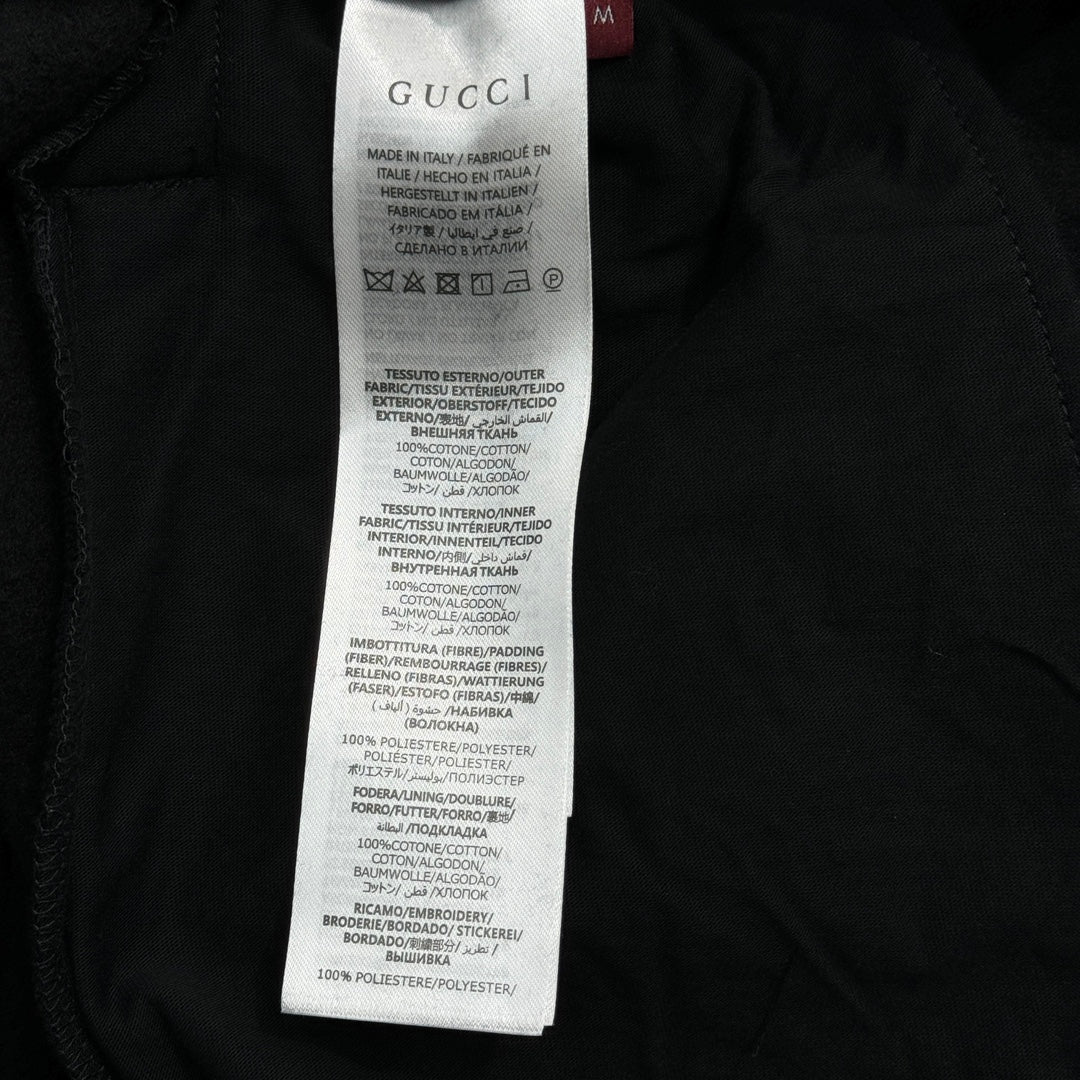 M
GUCCI
MADE IN ITALY / FABRIQUÉ EN
ITALIE / HECHO EN ITALIA /
HERGESTELLT IN ITALIEN /
FABRICADO EM ITÁLIA /
イタリア製 / صنع في ايطاليا /
СДЕЛАНО В ИТАЛИИ
P
TESSUTO ESTERNO/OUTER
FABRIC/TISSU EXTÉRIEUR/TEJIDO
EXTERIOR/OBERSTOFF/TECIDO
EXTERNO/表地/القماش الخارجي/
ВНЕШНЯЯ ТКАНЬ
100%COTONE/COTTON/
COTON/ALGODON/
BAUMWOLLE/ALGODÃO/
コットン/ قطن /ХЛОПОК
TESSUTO INTERNO/INNER
FABRIC/TISSU INTÉRIEUR/TEJIDO
INTERIOR/INNENTEIL/TECIDO
INTERNO/内側/قماش داخلي/
ВНУТРЕННАЯ ТКАНЬ
100%COTONE/COTTON/
COTON/ALGODON/
BAUMWOLLE/ALGODÃO/
コットン/ قطن /ХЛОПОК
IMBOTTITURA (FIBRE)/PADDING
(FIBER)/REMBOURRAGE (FIBRES)/
RELLENO (FIBRAS)/WATTIERUNG
(FASER)/ESTOFO (FIBRAS)/中綿/
حشوة ( ألياف ) /НАБИВКА
(ВОЛОКНА)
100% POLIESTERE/POLYESTER/
POLIÉSTER/POLIESTER/
ポリエステル/بوليستر/ПОЛИЭСТЕР
FODERA/LINING/DOUBLURE/
FORRO/FUTTER/FORRO/裏地/
البطانة /ПОДКЛАДКА
100%COTONE/COTTON/
COTON/ALGODON/
BAUMWOLLE/ALGODÃO/
コットン/ قطن /ХЛОПОК
RICAMO/EMBROIDERY/
BRODERIE/BORDADO/ STICKEREI/
BORDADO/刺繍部分/ تطريز /
ВЫШИВКА
100% POLIESTERE/POLYESTER/